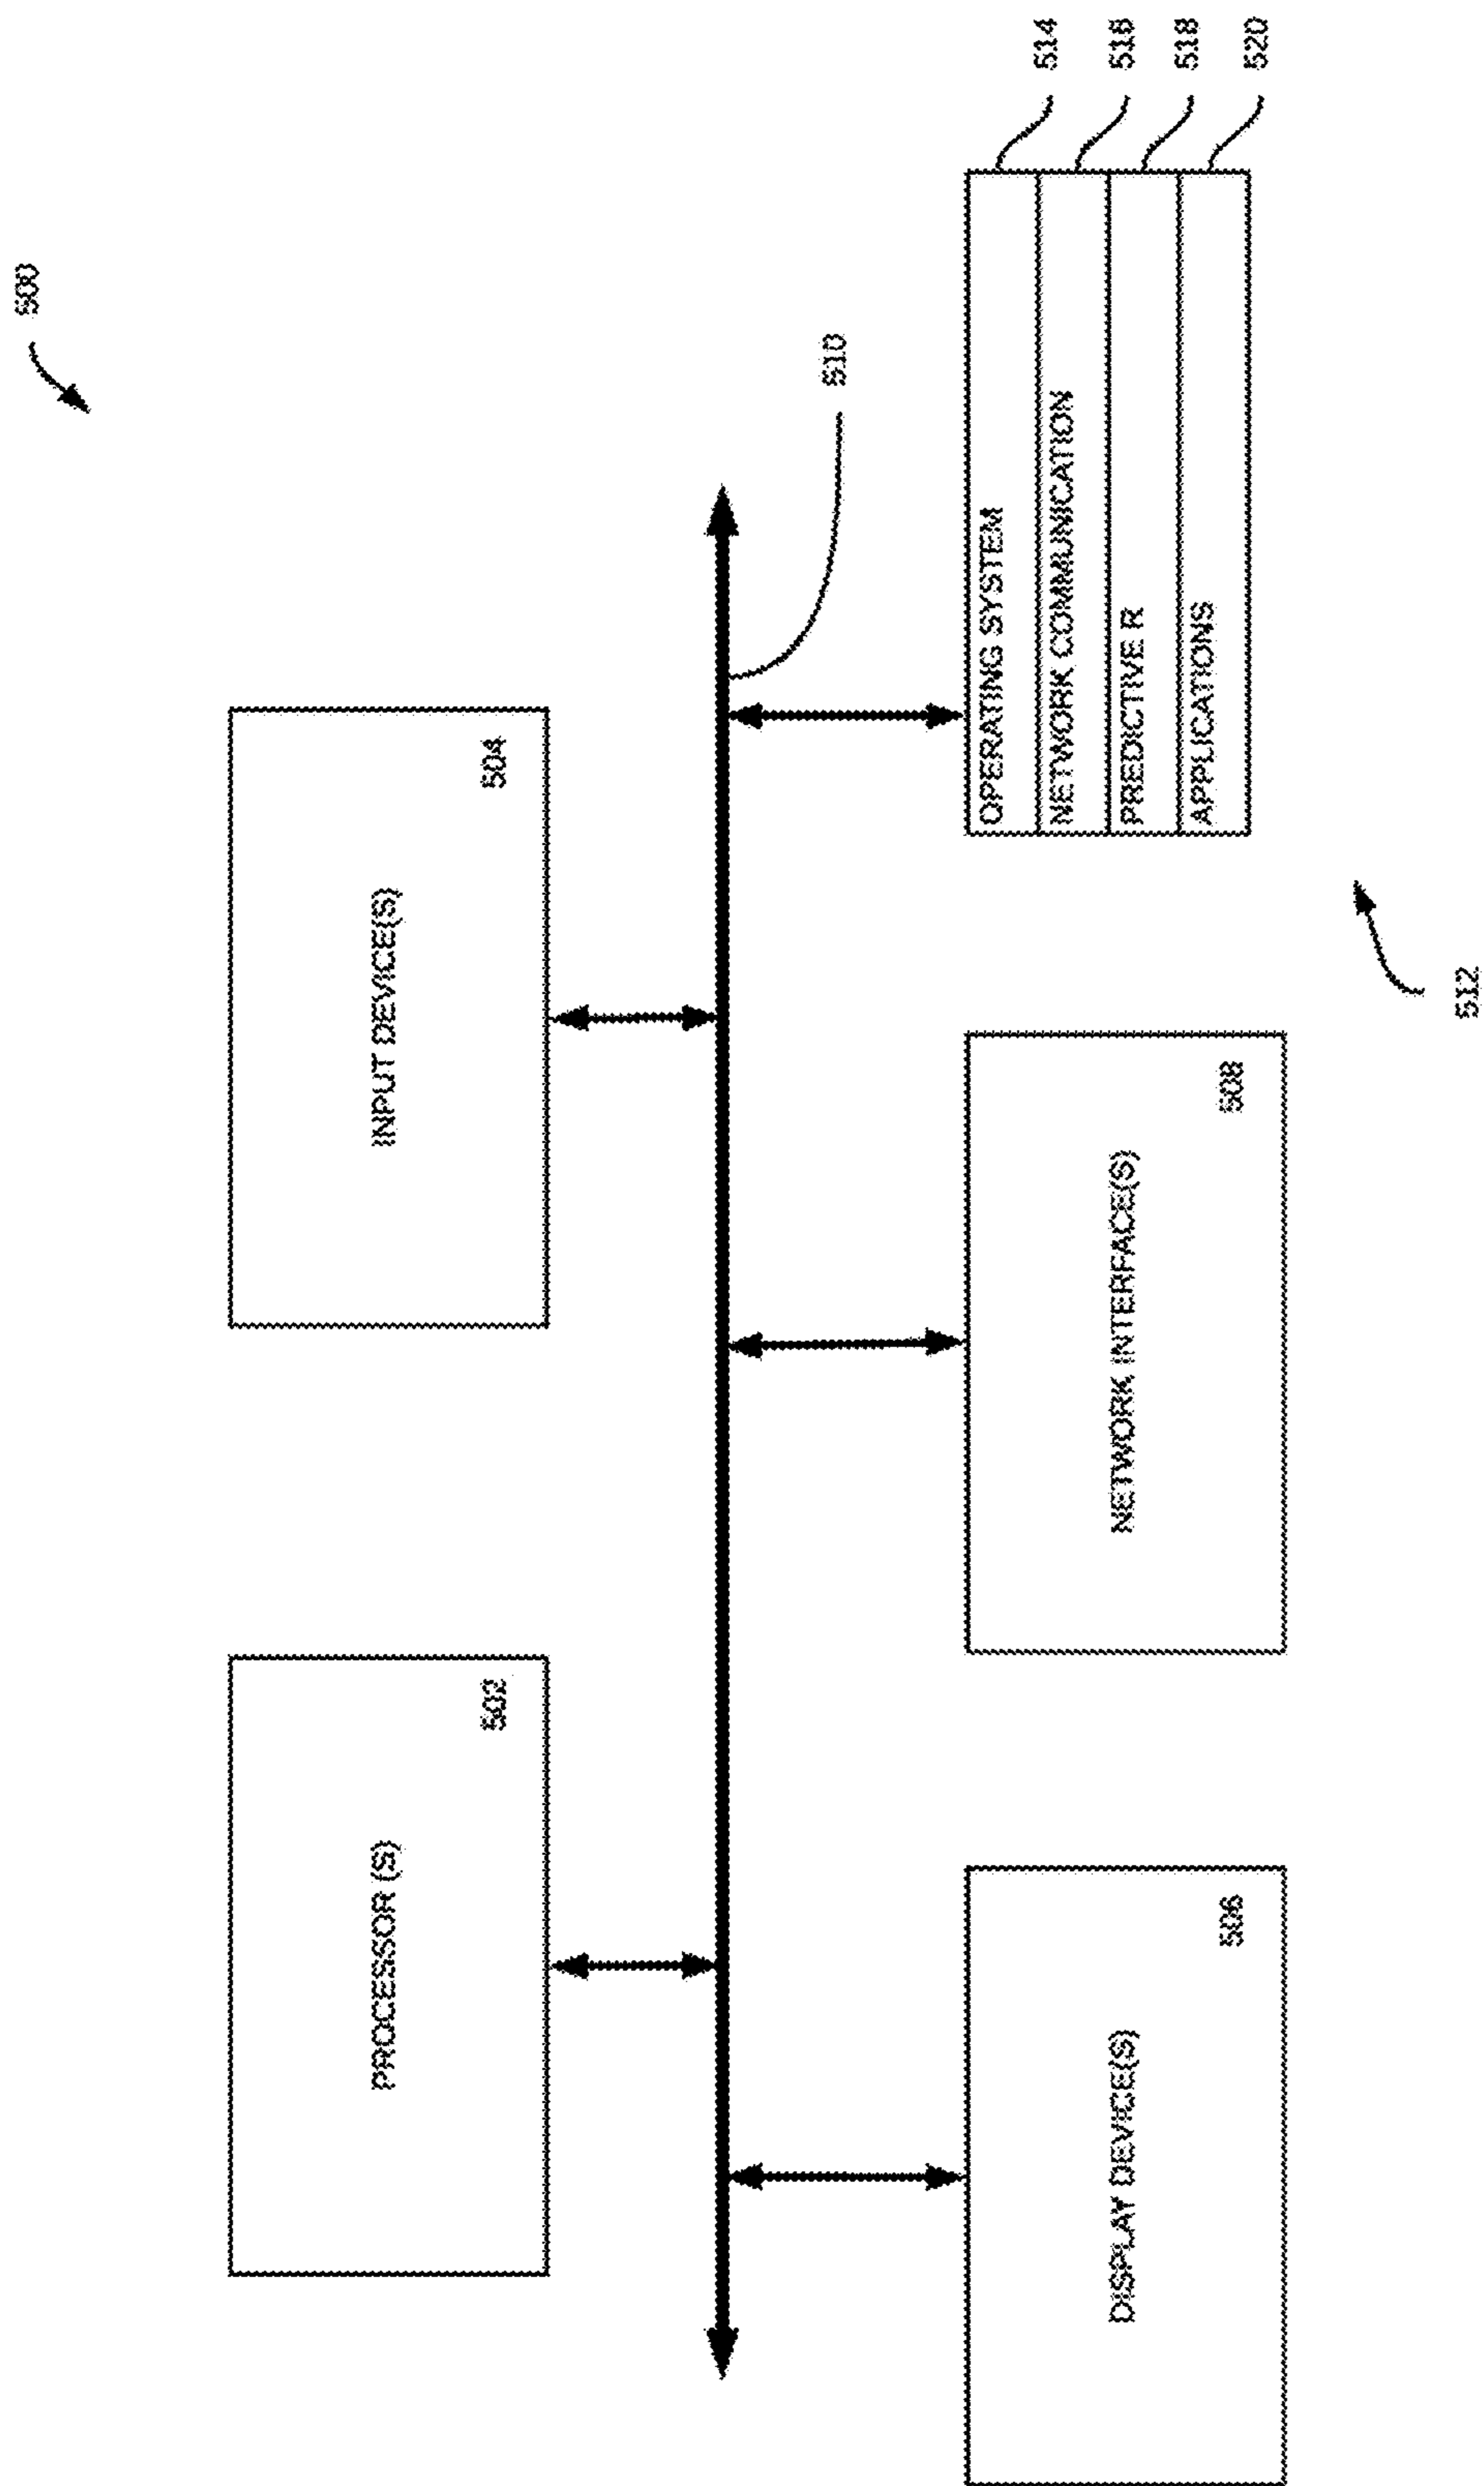 500
PROCESSOR (S)
502
INPUT DEVICE(S)
504
510
DISPLAY DEVICE(S)
506
NETWORK INTERFACE(S)
508
OPERATING SYSTEM
514
NETWORK COMMUNICATION
516
PREDICTIVE R
518
APPLICATIONS
520
512